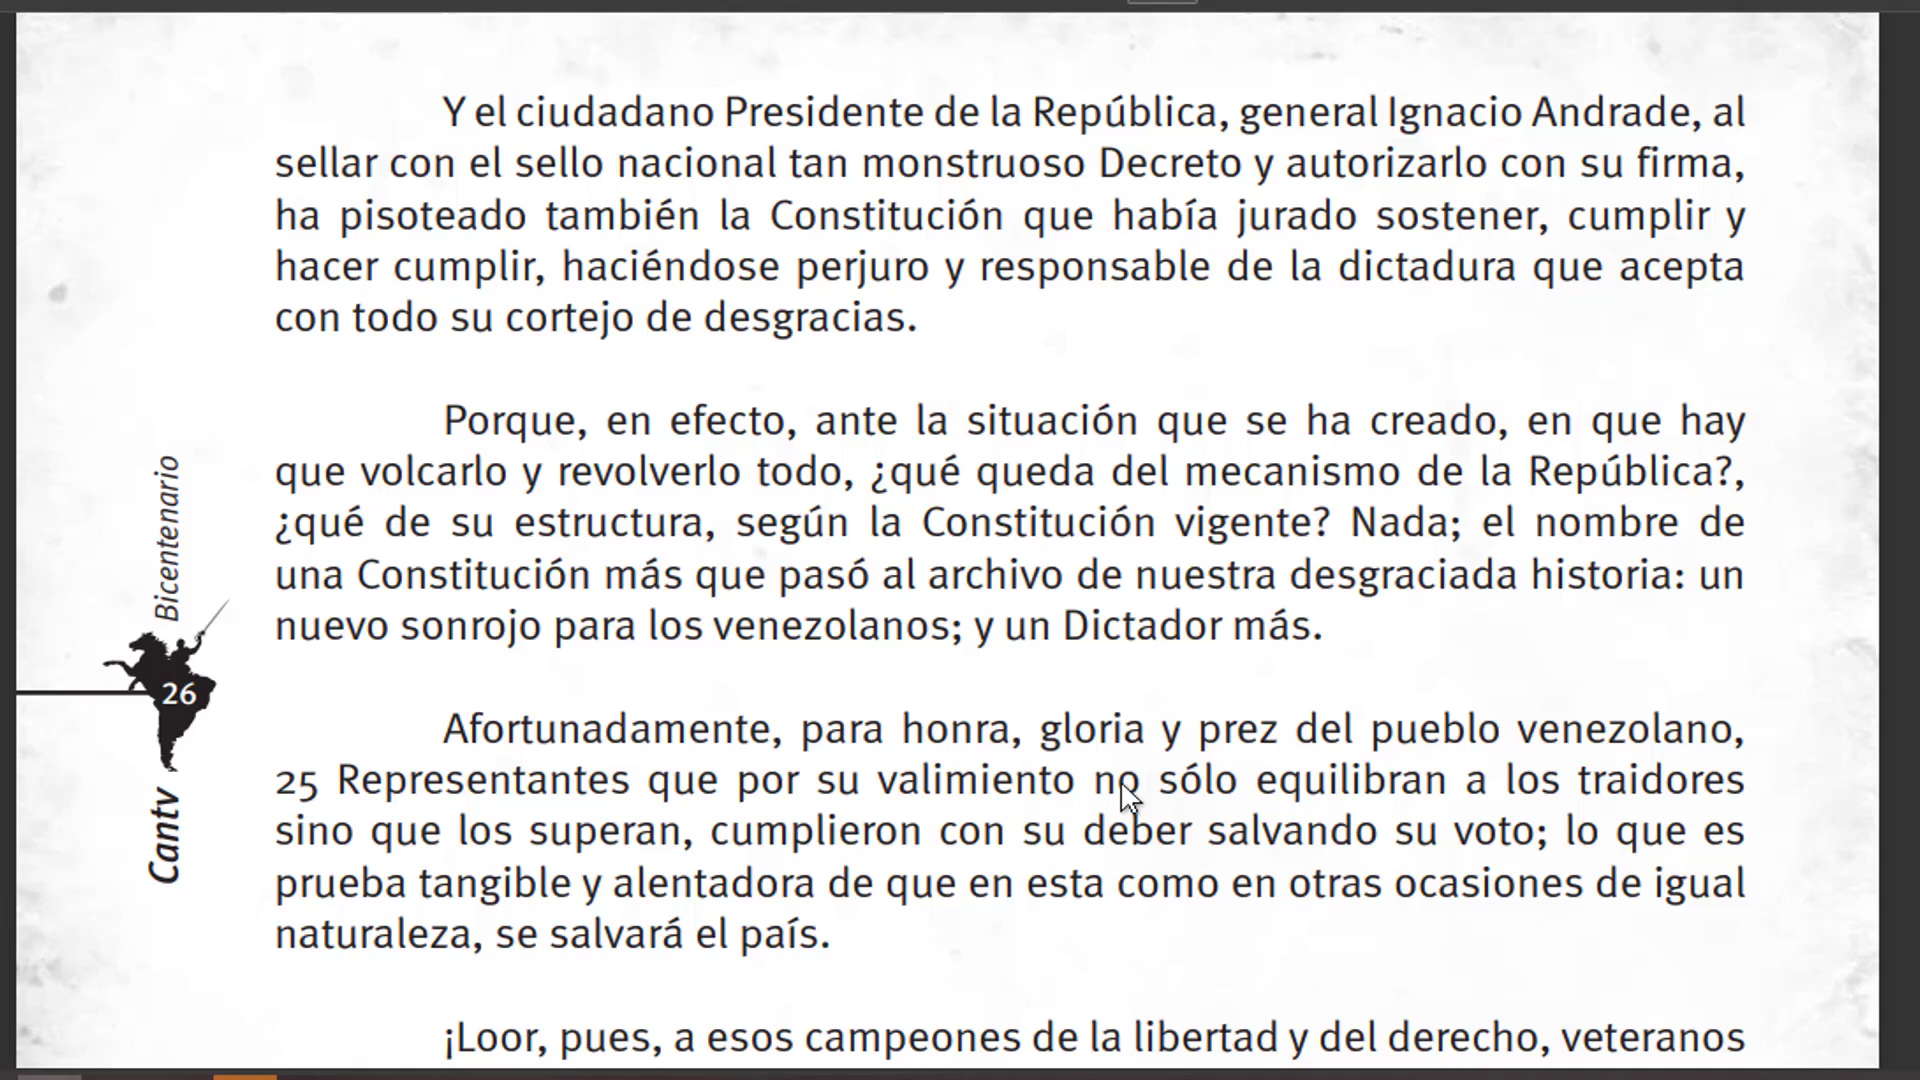 Y el ciudadano Presidente de la República, general Ignacio Andrade, al
sellar con el sello nacional tan monstruoso Decreto y autorizarlo con su firma,
ha pisoteado también la Constitución que había jurado sostener, cumplir y
hacer cumplir, haciéndose perjuro y responsable de la dictadura que acepta
con todo su cortejo de desgracias.
Porque, en efecto, ante la situación que se ha creado, en que hay
que volcarlo y revolverlo todo, ¿qué queda del mecanismo de la República?,
¿qué de su estructura, según la Constitución vigente? Nada; el nombre de
una Constitución más que pasó al archivo de nuestra desgraciada historia: un
nuevo sonrojo para los venezolanos; y un Dictador más.
Afortunadamente, para honra, gloria y prez del pueblo venezolano,
25 Representantes que por su valimiento no sólo equilibran a los traidores
sino que los superan, cumplieron con su deber salvando su voto; lo que es
prueba tangible y alentadora de que en esta como en otras ocasiones de igual
naturaleza, se salvará el país.
¡Loor, pues, a esos campeones de la libertad y del derecho, veteranos
Bicentenario
26
Cantv